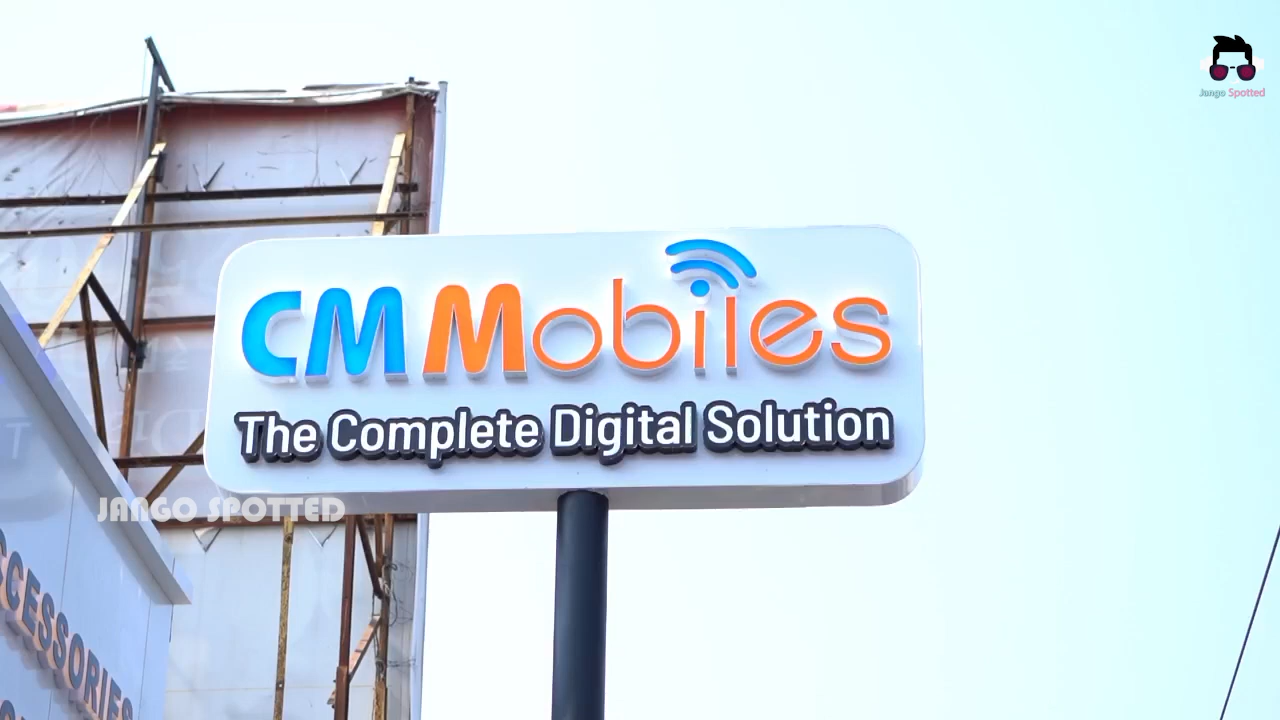 Jango Spotted
CM Mobiles
The Complete Digital Solution
JANGO SPOTTED
CCESSORIES